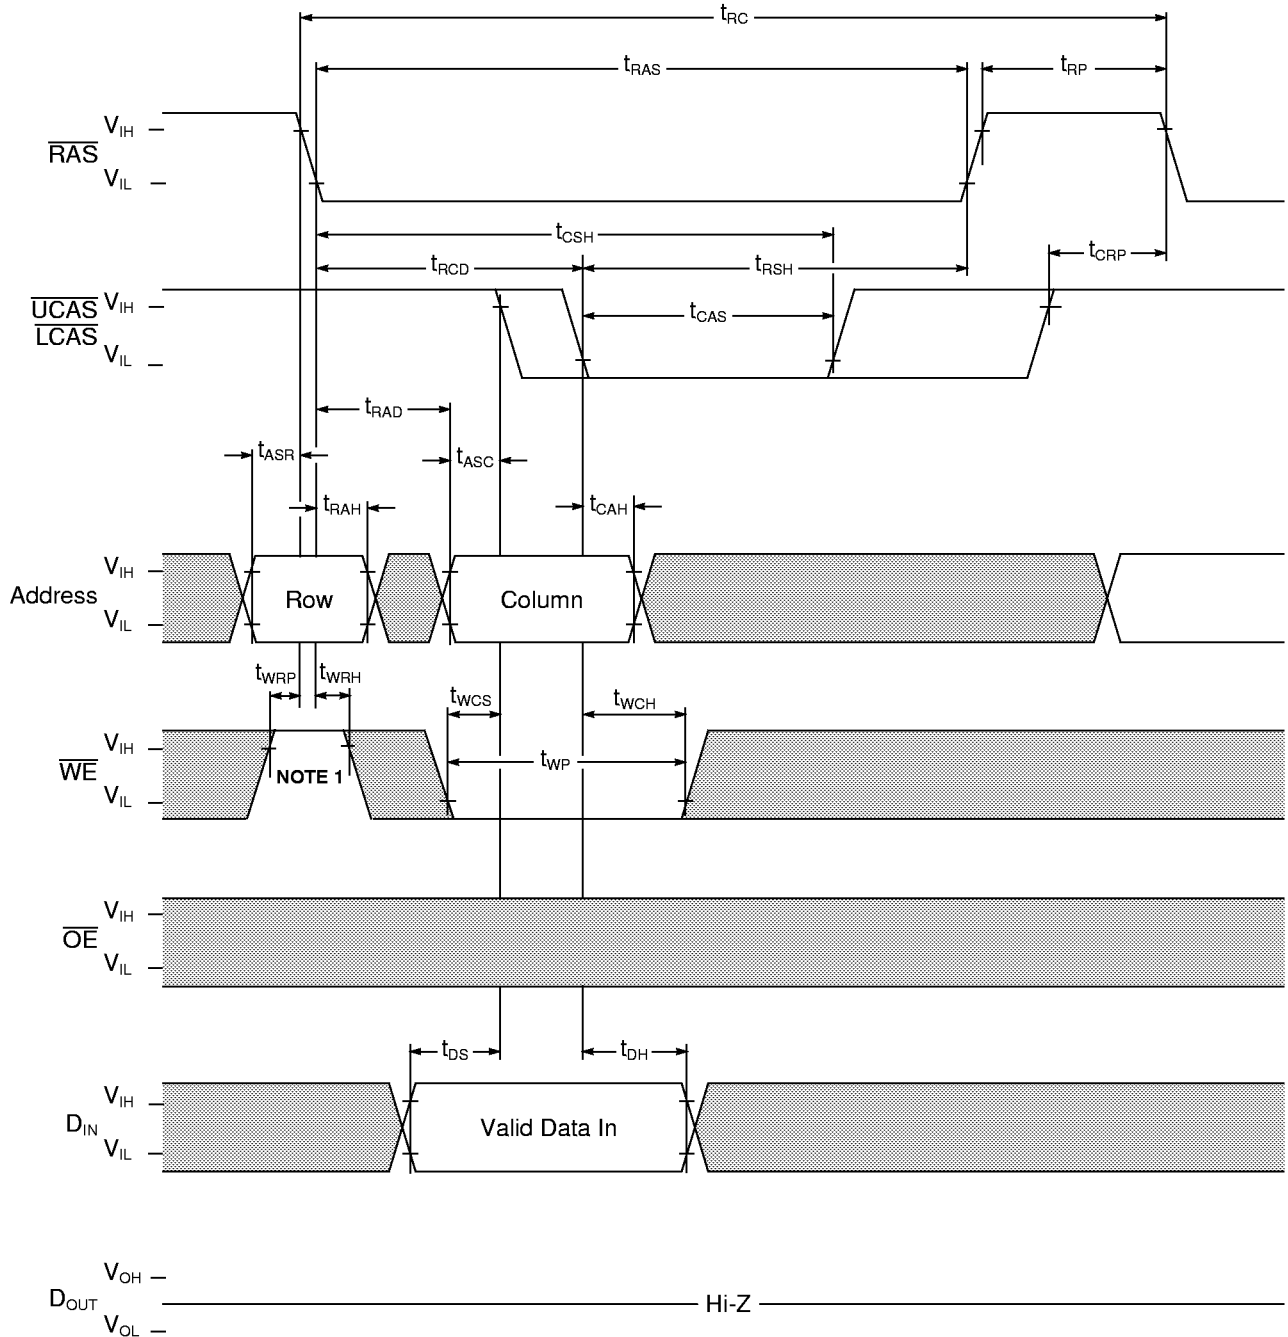 tRC
tRAS
tRP
VIH
RAS
VIL
tCSH
tRCD
tRSH
tCRP
UCAS VIH
LCAS
tCAS
VIL
tRAD
tASR
tASC
tRAH
tCAH
VIH
Address
Row
Column
VIL
tWRP
tWRH
tWCS
tWCH
VIH
WE
NOTE 1
tWP
VIL
VIH
OE
VIL
tDS
tDH
VIH
DIN
Valid Data In
VIL
VOH
DOUT
Hi-Z
VOL